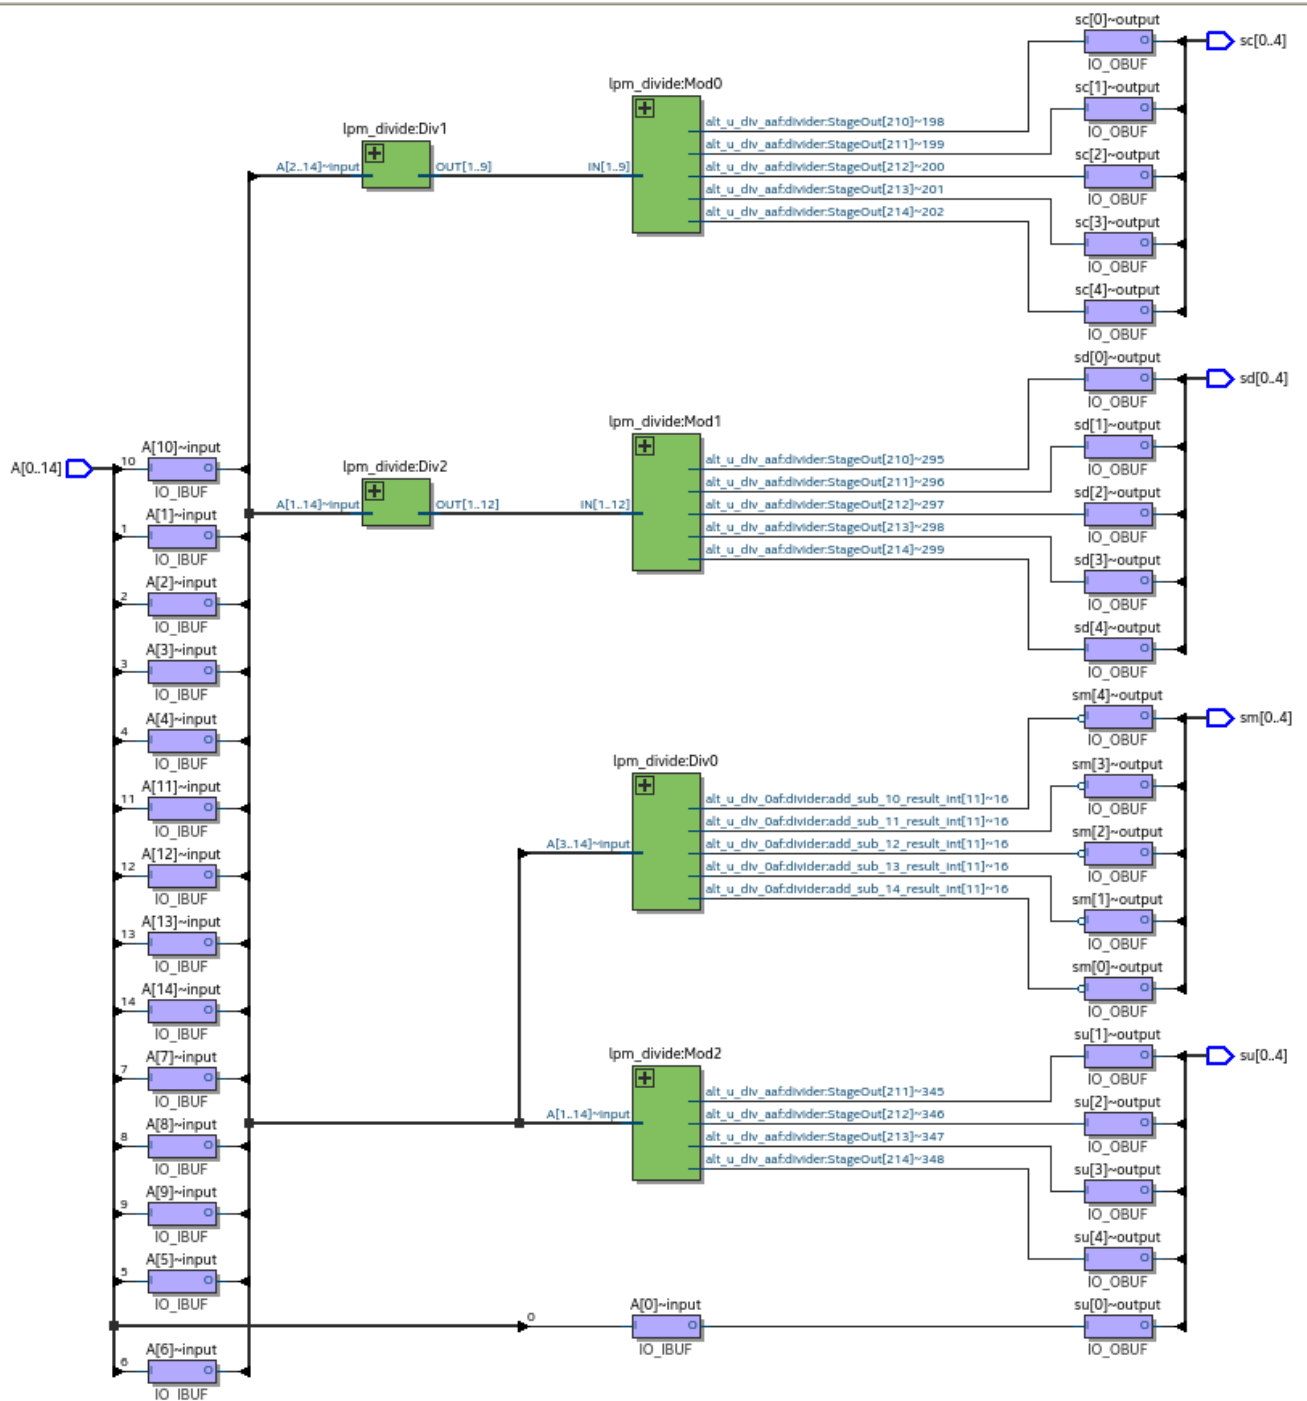 sc[0]~output
sc[0..4]
IO_OBUF
lpm_divide:Mod0
sc[1]~output
alt_u_div_aaf:divider:StageOut[210]~198
lpm_divide:Div1
IO_OBUF
alt_u_div_aaf:divider:StageOut[211]~199
sc[2]~output
A[2..14]~input
OUT[1..9]
IN[1..9]
alt_u_div_aaf:divider:StageOut[212]~200
alt_u_div_aaf:divider:StageOut[213]~201
IO_OBUF
alt_u_div_aaf:divider:StageOut[214]~202
sc[3]~output
IO_OBUF
sc[4]~output
IO_OBUF
sd[0]~output
sd[0..4]
IO_OBUF
lpm_divide:Mod1
sd[1]~output
A[10]~input
A[0..14]
10
IO_IBUF
lpm_divide:Div2
alt_u_div_aaf:divider:StageOut[210]~295
IO_OBUF
alt_u_div_aaf:divider:StageOut[211]~296
sd[2]~output
A[1..14]~input
OUT[1..12]
IN[1..12]
alt_u_div_aaf:divider:StageOut[212]~297
A[1]~input
1
IO_IBUF
alt_u_div_aaf:divider:StageOut[213]~298
IO_OBUF
alt_u_div_aaf:divider:StageOut[214]~299
sd[3]~output
A[2]~input
2
IO_IBUF
IO_OBUF
sd[4]~output
A[3]~input
3
IO_IBUF
IO_OBUF
sm[4]~output
sm[0..4]
A[4]~input
4
IO_IBUF
IO_OBUF
lpm_divide:Div0
sm[3]~output
A[11]~input
11
IO_IBUF
alt_u_div_0af:divider:add_sub_10_result_int[11]~16
IO_OBUF
alt_u_div_0af:divider:add_sub_11_result_int[11]~16
sm[2]~output
A[3..14]~input
alt_u_div_0af:divider:add_sub_12_result_int[11]~16
A[12]~input
12
IO_IBUF
alt_u_div_0af:divider:add_sub_13_result_int[11]~16
IO_OBUF
alt_u_div_0af:divider:add_sub_14_result_int[11]~16
sm[1]~output
A[13]~input
13
IO_IBUF
IO_OBUF
sm[0]~output
A[14]~input
14
IO_IBUF
IO_OBUF
su[1]~output
su[0..4]
A[7]~input
7
IO_IBUF
lpm_divide:Mod2
IO_OBUF
alt_u_div_aaf:divider:StageOut[211]~345
su[2]~output
A[1..14]~input
alt_u_div_aaf:divider:StageOut[212]~346
A[8]~input
8
IO_IBUF
alt_u_div_aaf:divider:StageOut[213]~347
IO_OBUF
alt_u_div_aaf:divider:StageOut[214]~348
su[3]~output
A[9]~input
9
IO_IBUF
IO_OBUF
su[4]~output
A[5]~input
5
IO_IBUF
IO_OBUF
0
A[0]~input
IO_IBUF
su[0]~output
IO_OBUF
A[6]~input
6
IO_IBUF